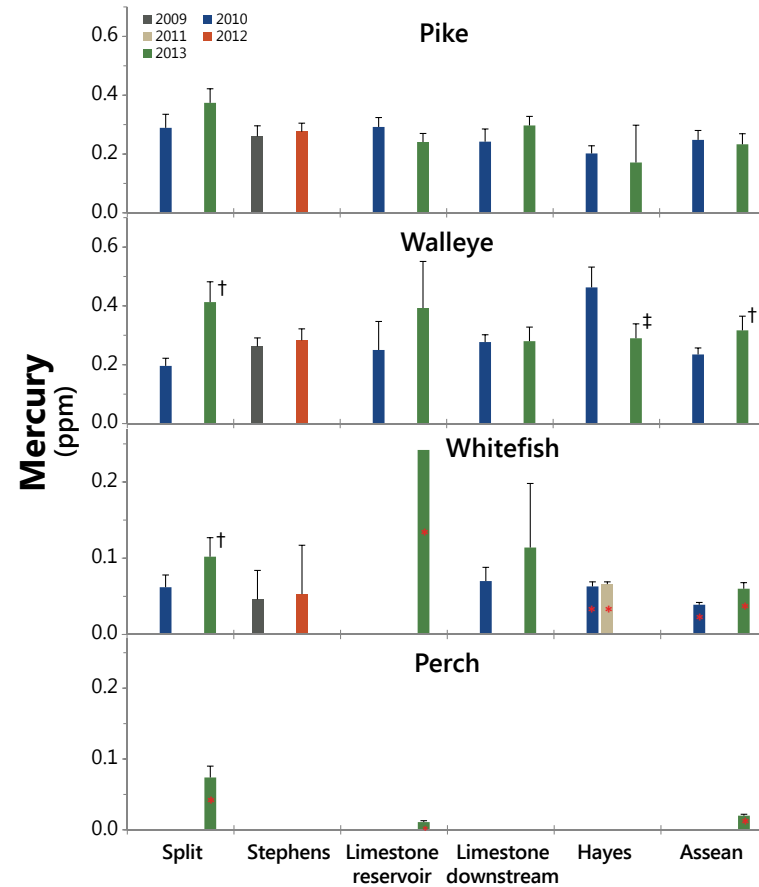 2009 2010
2011 2012
2013
Pike
0.6
0.4
0.2
0.0
Walleye
0.6
0.4
0.2
0.0
† ‡ †
Mercury
(ppm)
Whitefish
0.2
0.1
0.0
†
* * * * *
Perch
0.2
0.1
0.0
* * *
Split Stephens Limestone Limestone Hayes Assean
reservoir downstream